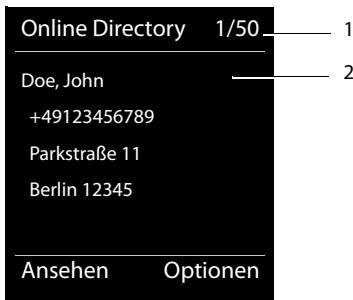 Online Directory 1/50 1
2
Doe, John
+49123456789
Parkstraße 11
Berlin 12345
Ansehen Optionen